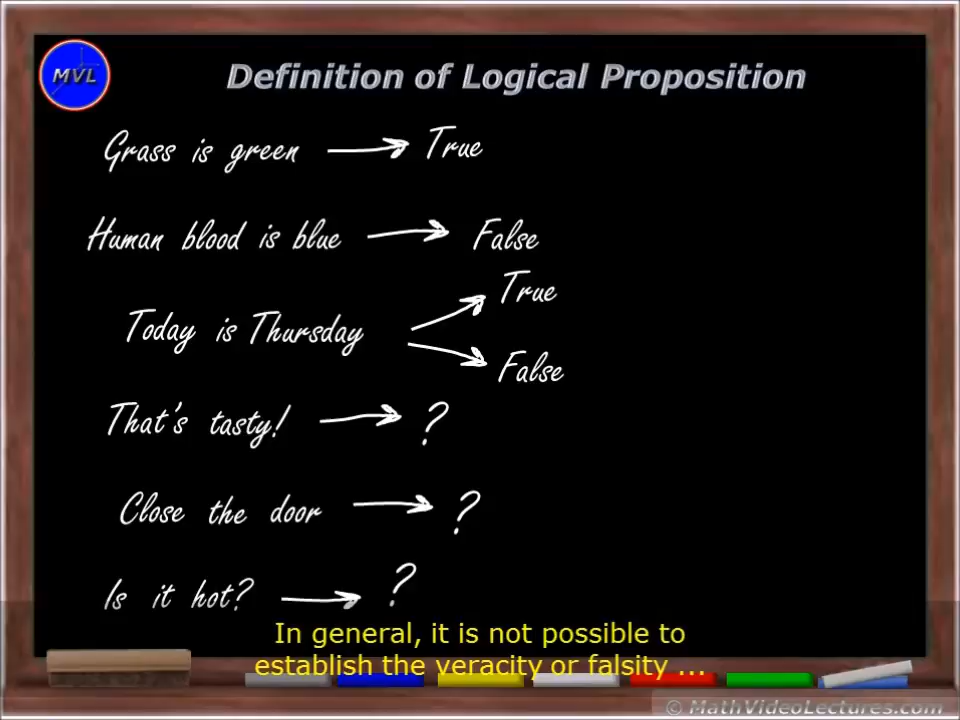 MVL
Definition of Logical Proposition
Grass is green True
Human blood is blue False
True
Today is Thursday
False
That's tasty! ?
Close the door ?
Is it hot? ?
In general, it is not possible to
establish the veracity or falsity ...
© MathVideoLectures.com